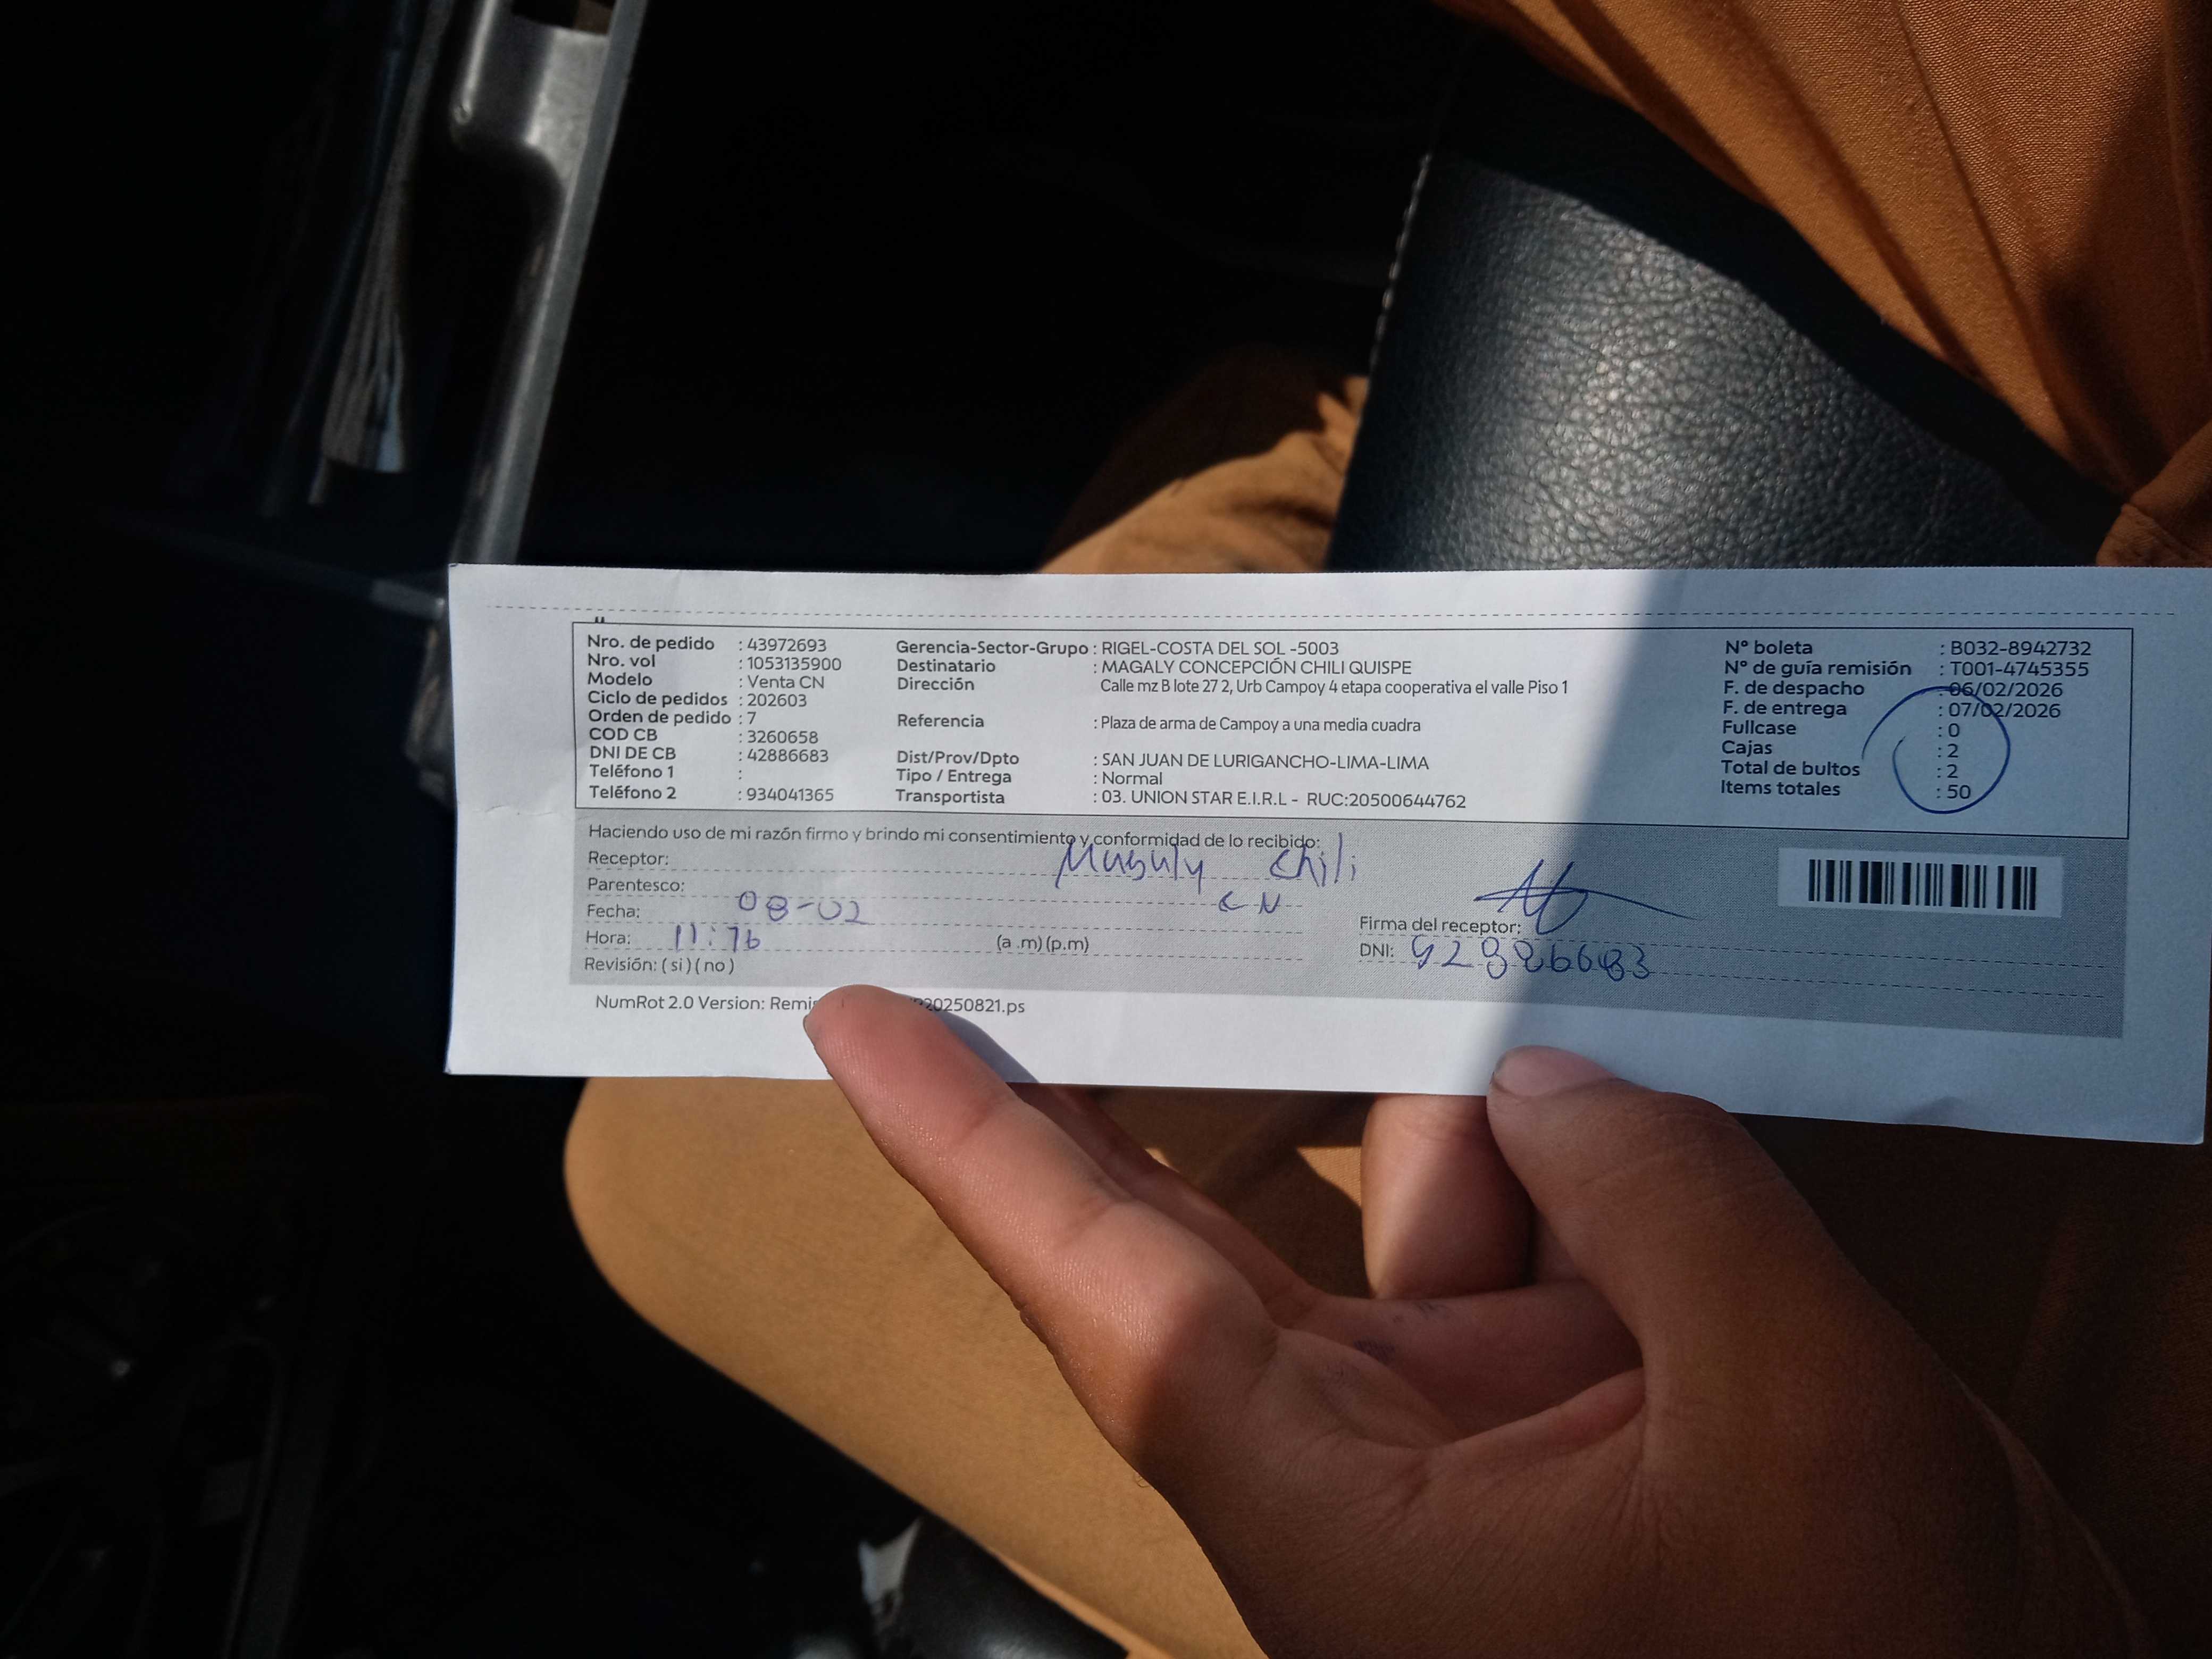 Nro. de pedido : 43972693
Nro. vol : 1053135900
Modelo : Venta CN
Ciclo de pedidos : 202603
Orden de pedido : 7
COD CB : 3260658
DNI DE CB : 42886683
Teléfono 1 :
Teléfono 2 : 934041365
Gerencia-Sector-Grupo : RIGEL-COSTA DEL SOL -5003
Destinatario : MAGALY CONCEPCIÓN CHILI QUISPE
Dirección Calle mz B lote 27 2, Urb Campoy 4 etapa cooperativa el valle Piso 1
Referencia : Plaza de arma de Campoy a una media cuadra
Dist/Prov/Dpto : SAN JUAN DE LURIGANCHO-LIMA-LIMA
Tipo / Entrega : Normal
Transportista : 03. UNION STAR E.I.R.L - RUC:20500644762
N° boleta : B032-8942732
N° de guía remisión : T001-4745355
F. de despacho : 06/02/2026
F. de entrega : 07/02/2026
Fullcase : 0
Cajas : 2
Total de bultos : 2
Items totales : 50
Haciendo uso de mi razón firmo y brindo mi consentimiento y conformidad de lo recibido:
Receptor: Magaly Chili
Parentesco: CN
Fecha: 08-02
Hora: 11:16 (a .m) (p.m)
Revisión: ( si ) ( no )
Firma del receptor:
DNI: 42886683
NumRot 2.0 Version: 20250821.ps